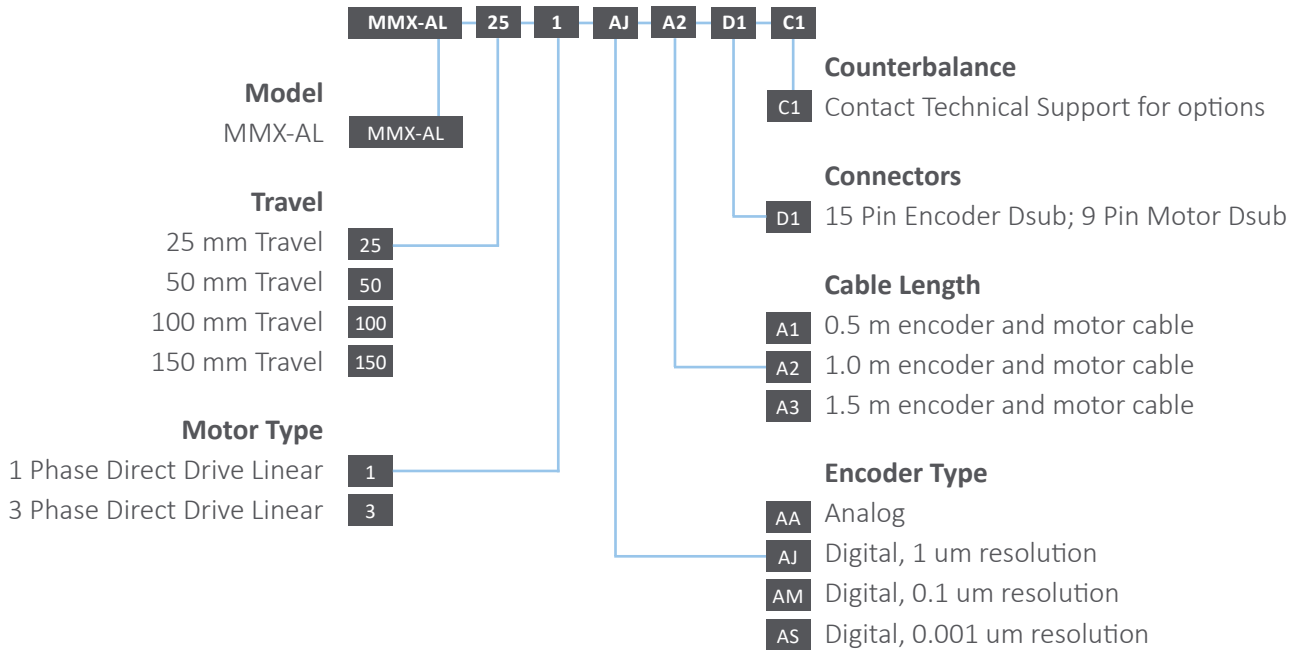 MMX-AL 25 1 AJ A2 D1 C1
Model
MMX-AL MMX-AL
Travel
25 mm Travel 25
50 mm Travel 50
100 mm Travel 100
150 mm Travel 150
Motor Type
1 Phase Direct Drive Linear 1
3 Phase Direct Drive Linear 3
Counterbalance
C1 Contact Technical Support for options
Connectors
D1 15 Pin Encoder Dsub; 9 Pin Motor Dsub
Cable Length
A1 0.5 m encoder and motor cable
A2 1.0 m encoder and motor cable
A3 1.5 m encoder and motor cable
Encoder Type
AA Analog
AJ Digital, 1 um resolution
AM Digital, 0.1 um resolution
AS Digital, 0.001 um resolution